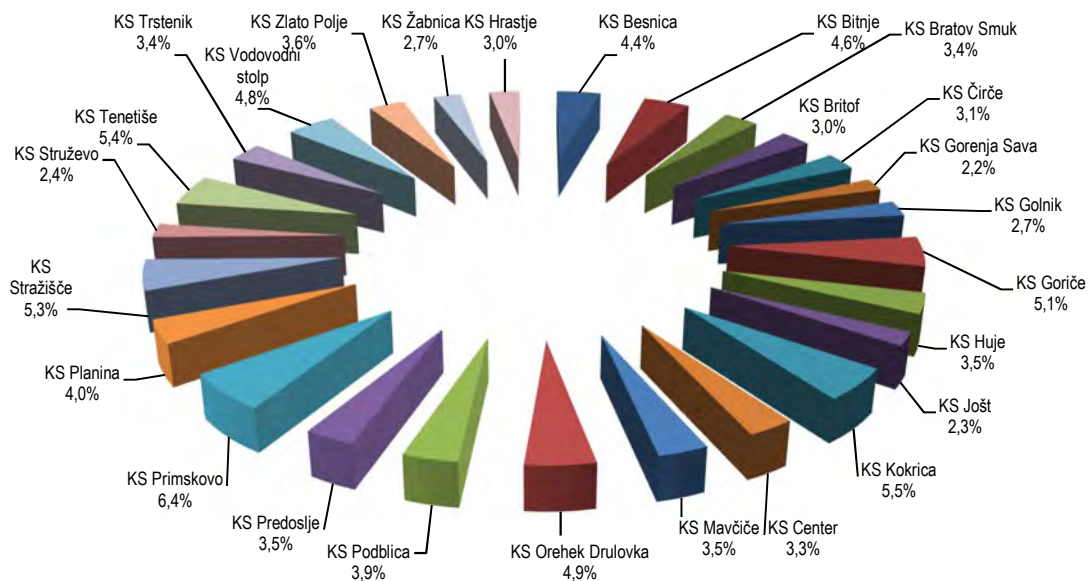 KS Besnica
4,4%
KS Bitnje
4,6%
KS Bratov Smuk
3,4%
KS Britof
3,0%
KS Čirče
3,1%
KS Gorenja Sava
2,2%
KS Golnik
2,7%
KS Goriče
5,1%
KS Huje
3,5%
KS Jošt
2,3%
KS Kokrica
5,5%
KS Center
3,3%
KS Mavčiče
3,5%
KS Orehek Drulovka
4,9%
KS Podblica
3,9%
KS Predoslje
3,5%
KS Primskovo
6,4%
KS Planina
4,0%
KS
Stražišče
5,3%
KS Struževo
2,4%
KS Tenetiše
5,4%
KS Trstenik
3,4%
KS Vodovodni
stolp
4,8%
KS Zlato Polje
3,6%
KS Žabnica
2,7%
KS Hrastje
3,0%